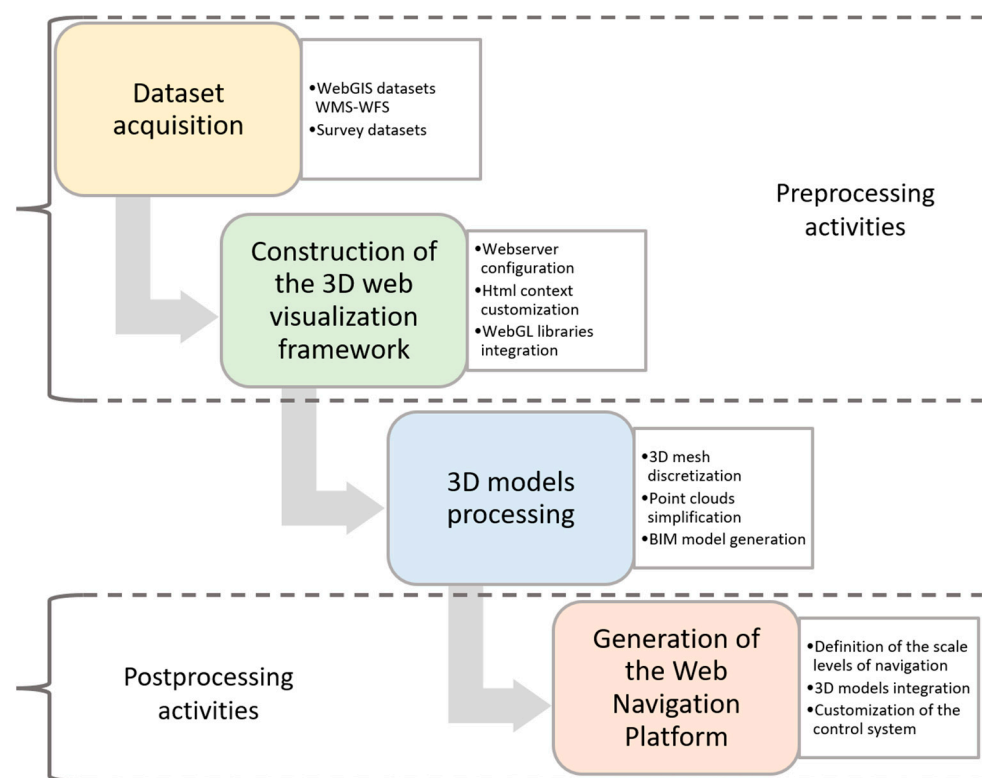 Dataset
acquisition
•WebGIS datasets
WMS-WFS
•Survey datasets
Preprocessing
activities
Construction of
the 3D web
visualization
framework
•Webserver
configuration
•Html context
customization
•WebGL libraries
integration
3D models
processing
•3D mesh
discretization
•Point clouds
simplification
•BIM model generation
Postprocessing
activities
Generation of
the Web
Navigation
Platform
•Definition of the scale
levels of navigation
•3D models integration
•Customization of the
control system